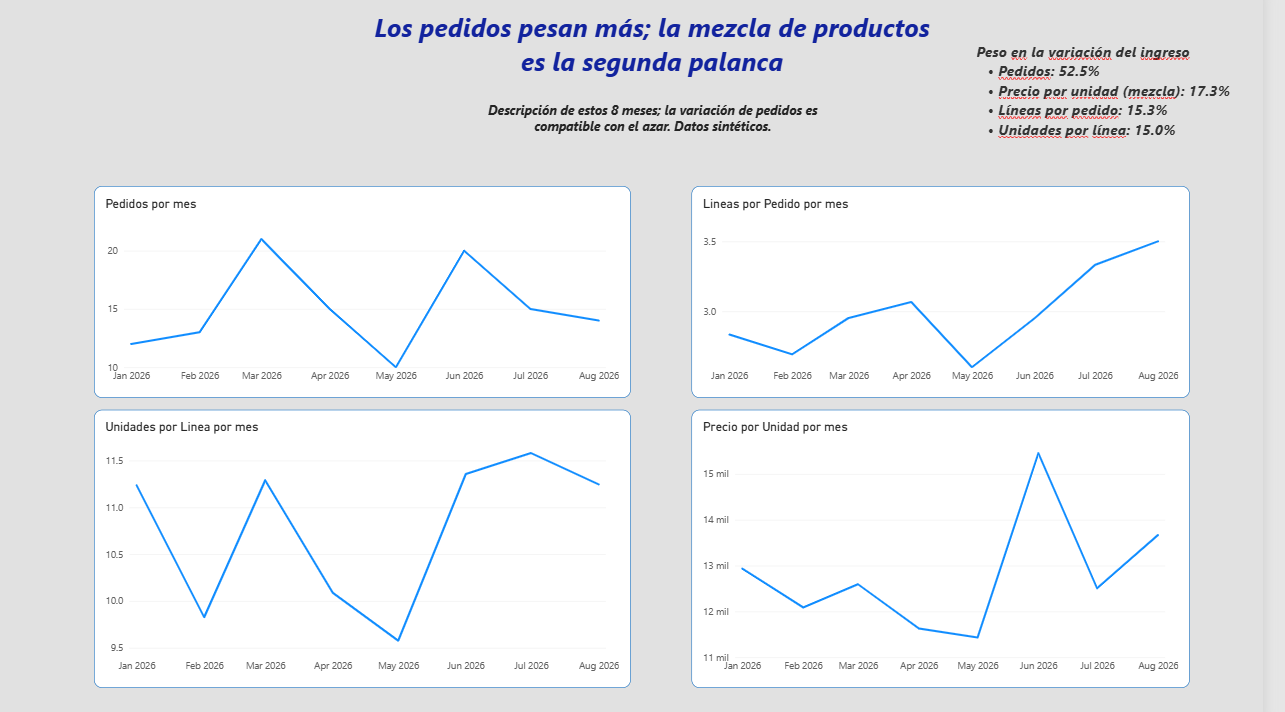 Los pedidos pesan más; la mezcla de productos
es la segunda palanca
Descripción de estos 8 meses; la variación de pedidos es
compatible con el azar. Datos sintéticos.
Peso en la variación del ingreso
• Pedidos: 52.5%
• Precio por unidad (mezcla): 17.3%
• Líneas por pedido: 15.3%
• Unidades por línea: 15.0%
Pedidos por mes
20
15
10
Jan 2026 Feb 2026 Mar 2026 Apr 2026 May 2026 Jun 2026 Jul 2026 Aug 2026
Lineas por Pedido por mes
3.5
3.0
Jan 2026 Feb 2026 Mar 2026 Apr 2026 May 2026 Jun 2026 Jul 2026 Aug 2026
Unidades por Linea por mes
11.5
11.0
10.5
10.0
9.5
Jan 2026 Feb 2026 Mar 2026 Apr 2026 May 2026 Jun 2026 Jul 2026 Aug 2026
Precio por Unidad por mes
15 mil
14 mil
13 mil
12 mil
11 mil
Jan 2026 Feb 2026 Mar 2026 Apr 2026 May 2026 Jun 2026 Jul 2026 Aug 2026